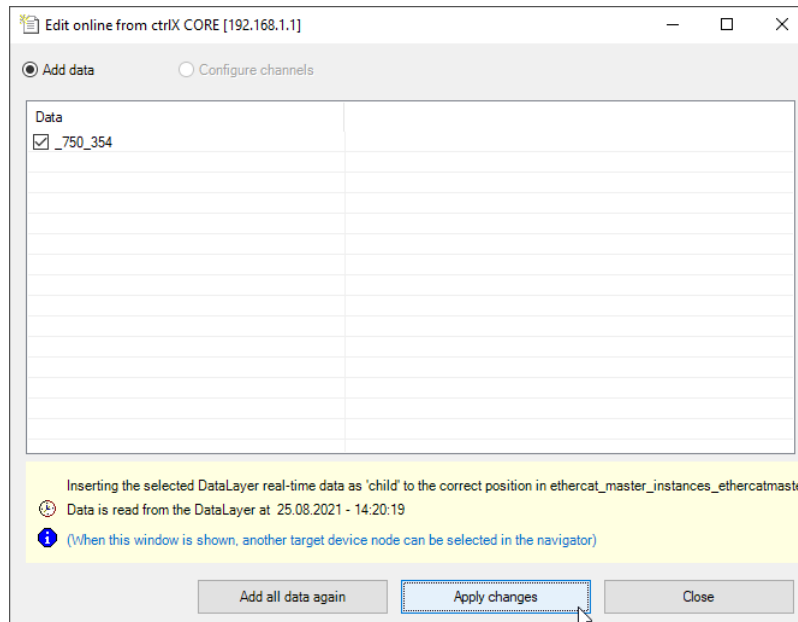 Edit online from ctrlX CORE [192.168.1.1]
Add data
Configure channels
Data
_750_354
Inserting the selected DataLayer real-time data as 'child' to the correct position in ethercat_master_instances_ethercatmaste
Data is read from the DataLayer at 25.08.2021 - 14:20:19
(When this window is shown, another target device node can be selected in the navigator)
Add all data again
Apply changes
Close